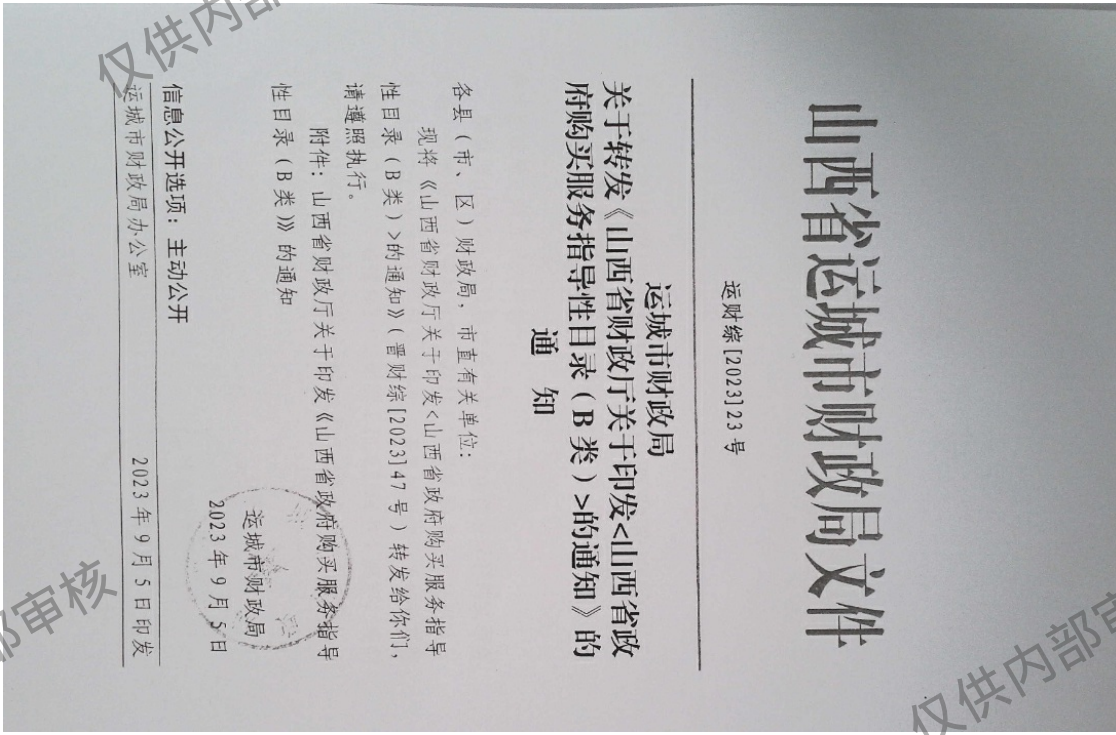 山西省运城市财政局文件
运财综[2023]23号
运城市财政局
关于转发《山西省财政厅关于印发<山西省政
府购买服务指导性目录（B类）>的通知》的
通 知
各县（市、区）财政局，市直有关单位：
现将《山西省财政厅关于印发<山西省政府购买服务指导
性目录（B类）>的通知》（晋财综[2023]47号）转发给你们，
请遵照执行。
附件：山西省财政厅关于印发《山西省政府购买服务指导
性目录（B类）》的通知
运城市财政局
2023年9月5日
信息公开选项：主动公开
运城市财政局办公室 2023年9月5日印发
仅供内部
部审核
仅供内部审